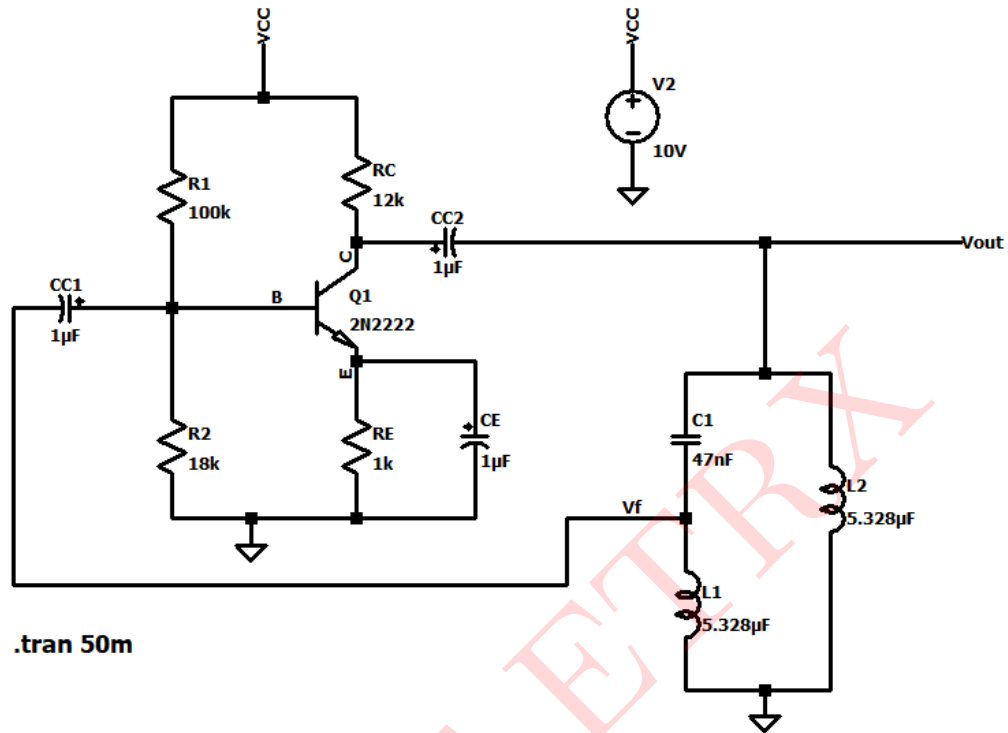 VCC
VCC
V2
10V
R1
100k
RC
12k
CC2
1µF
C
Vout
CC1
1µF
B
Q1
2N2222
E
R2
18k
RE
1k
CE
1µF
C1
47nF
L2
5.328µF
Vf
L1
5.328µF
.tran 50m
ETRX